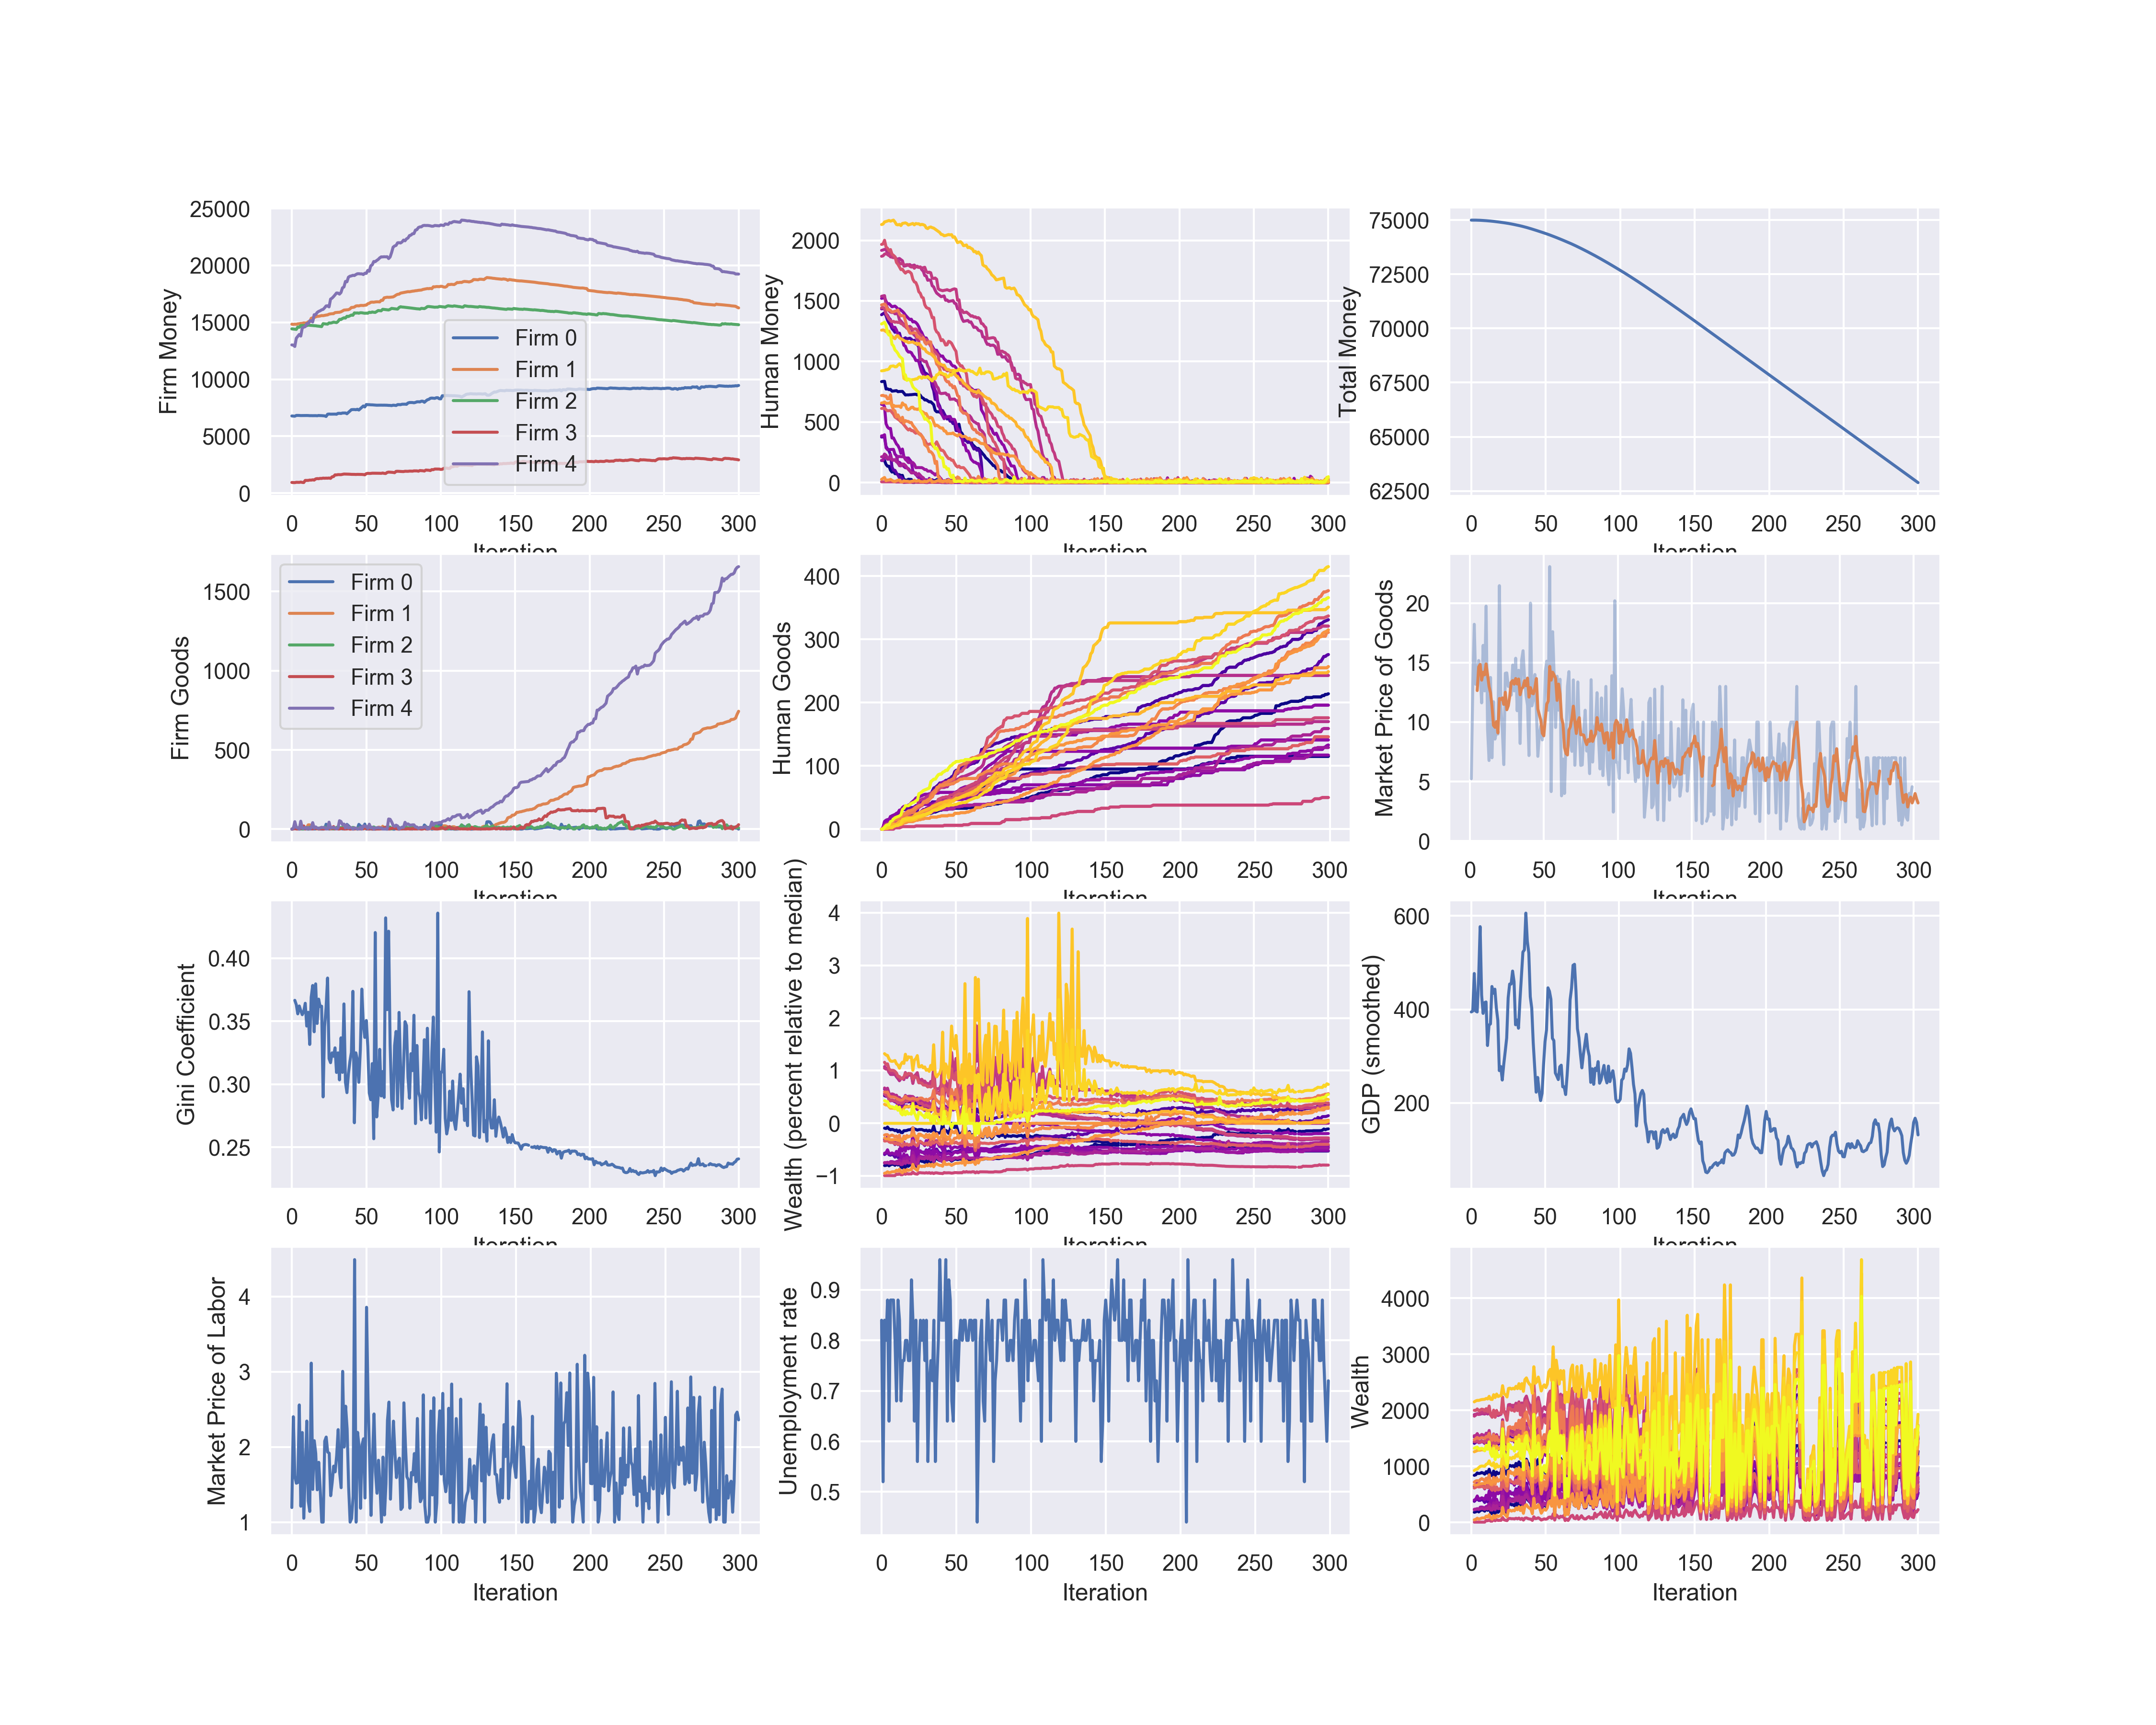 25000
20000
15000
10000
5000
0
Firm Money
Firm 0
Firm 1
Firm 2
Firm 3
Firm 4
0 50 100 150 200 250 300
Iteration
2000
1500
1000
500
0
Human Money
0 50 100 150 200 250 300
Iteration
75000
72500
70000
67500
65000
62500
Total Money
0 50 100 150 200 250 300
Iteration
1500
1000
500
0
Firm Goods
Firm 0
Firm 1
Firm 2
Firm 3
Firm 4
0 50 100 150 200 250 300
Iteration
400
300
200
100
0
Human Goods
0 50 100 150 200 250 300
Iteration
20
15
10
5
0
Market Price of Goods
0 50 100 150 200 250 300
Iteration
0.40
0.35
0.30
0.25
Gini Coefficient
0 50 100 150 200 250 300
Iteration
4
3
2
1
0
−1
Wealth (percent relative to median)
0 50 100 150 200 250 300
Iteration
600
400
200
GDP (smoothed)
0 50 100 150 200 250 300
Iteration
4
3
2
1
Market Price of Labor
0 50 100 150 200 250 300
Iteration
0.9
0.8
0.7
0.6
0.5
Unemployment rate
0 50 100 150 200 250 300
Iteration
4000
3000
2000
1000
0
Wealth
0 50 100 150 200 250 300
Iteration